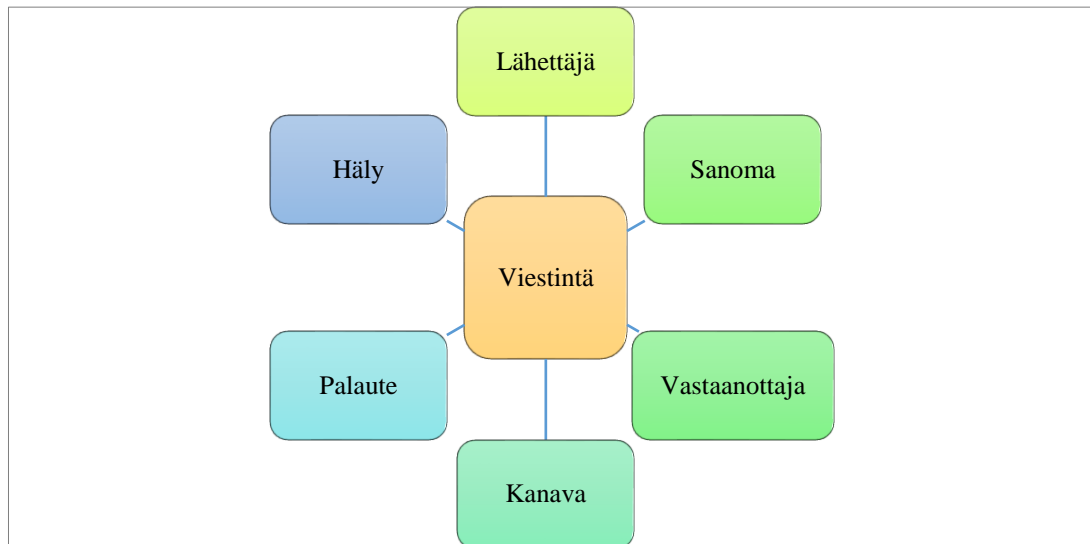 Lähettäjä
Häly
Sanoma
Viestintä
Palaute
Vastaanottaja
Kanava